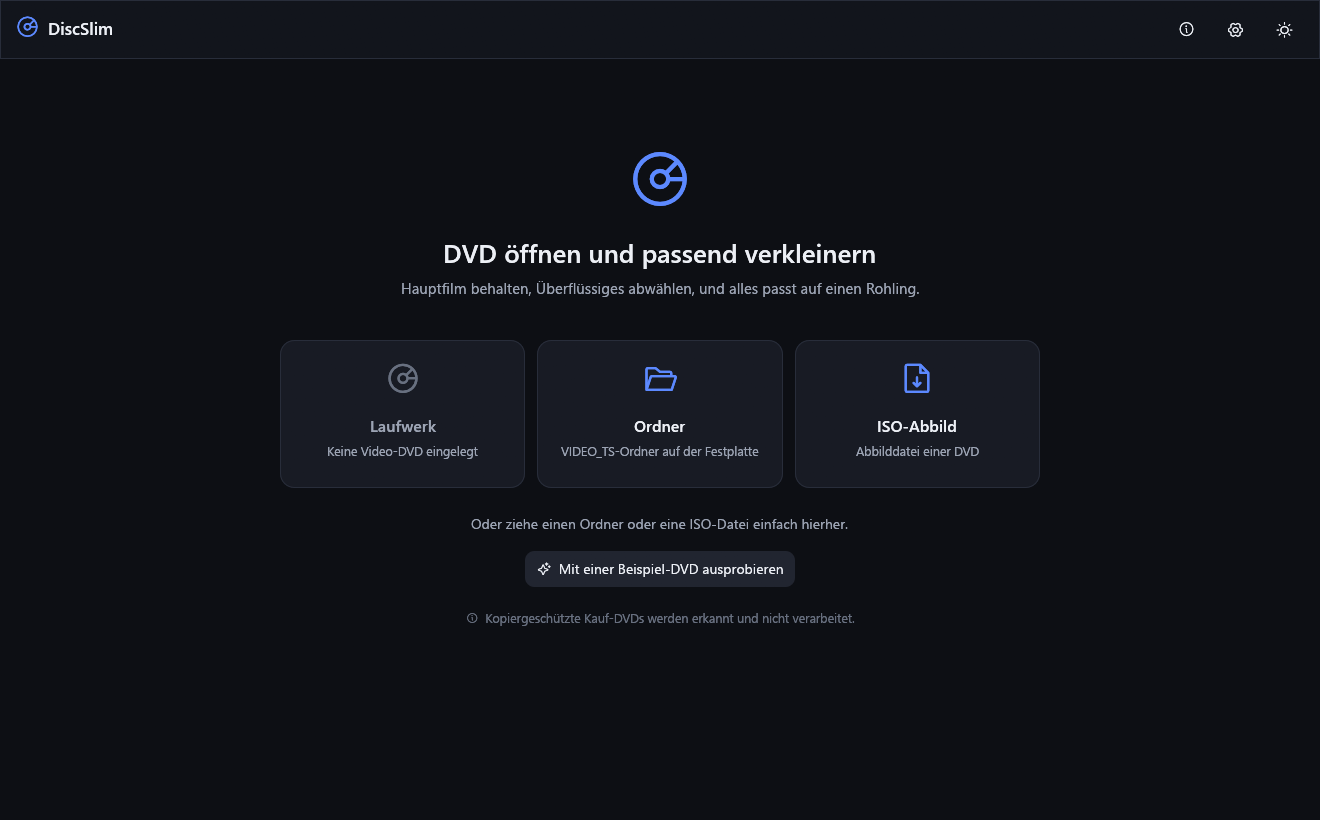 DiscSlim
DVD öffnen und passend verkleinern
Hauptfilm behalten, Überflüssiges abwählen, und alles passt auf einen Rohling.
Laufwerk
Keine Video-DVD eingelegt
Ordner
VIDEO_TS-Ordner auf der Festplatte
ISO-Abbild
Abbilddatei einer DVD
Oder ziehe einen Ordner oder eine ISO-Datei einfach hierher.
Mit einer Beispiel-DVD ausprobieren
Kopiergeschützte Kauf-DVDs werden erkannt und nicht verarbeitet.